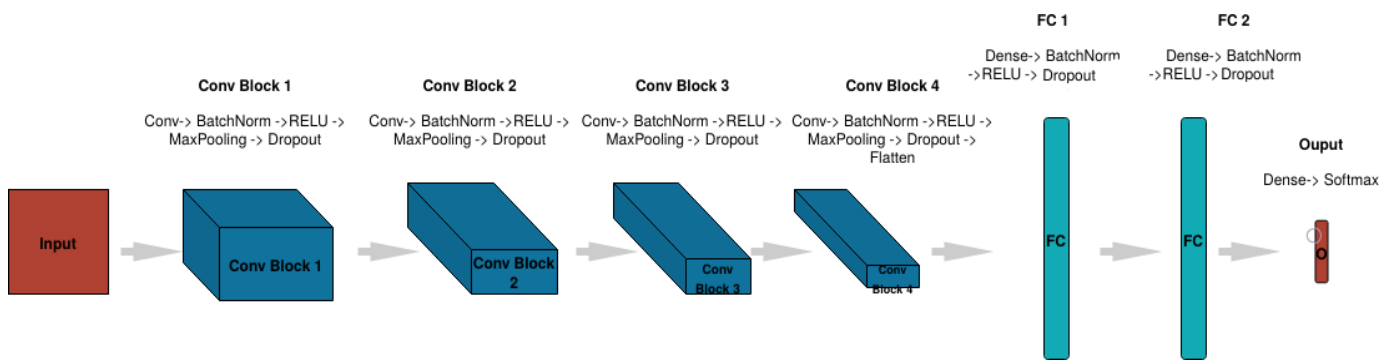 FC 1
Dense-> BatchNorm
->RELU -> Dropout
FC 2
Dense-> BatchNorm
->RELU -> Dropout
Conv Block 1
Conv-> BatchNorm ->RELU ->
MaxPooling -> Dropout
Conv Block 2
Conv-> BatchNorm ->RELU ->
MaxPooling -> Dropout
Conv Block 3
Conv-> BatchNorm ->RELU ->
MaxPooling -> Dropout
Conv Block 4
Conv-> BatchNorm ->RELU ->
MaxPooling -> Dropout ->
Flatten
Ouput
Dense-> Softmax
Input
Conv Block 1
Conv Block
2
Conv
Block 3
Conv
Block 4
FC
FC
O